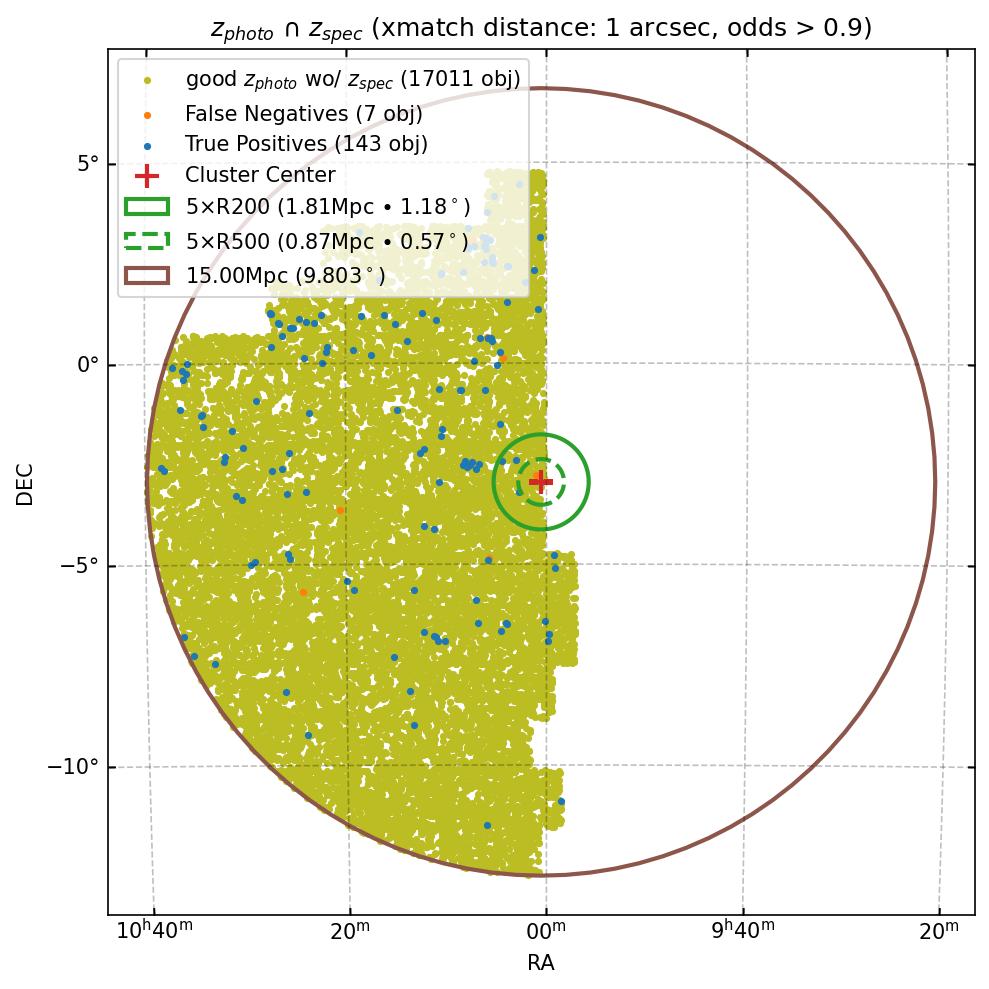 z_photo ∩ z_spec (xmatch distance: 1 arcsec, odds > 0.9)
good z_photo wo/ z_spec (17011 obj)
False Negatives (7 obj)
True Positives (143 obj)
Cluster Center
5×R200 (1.81Mpc • 1.18°)
5×R500 (0.87Mpc • 0.57°)
15.00Mpc (9.803°)
5°
0°
−5°
−10°
DEC
10ʰ40ᵐ 20ᵐ 00ᵐ 9ʰ40ᵐ 20ᵐ
RA